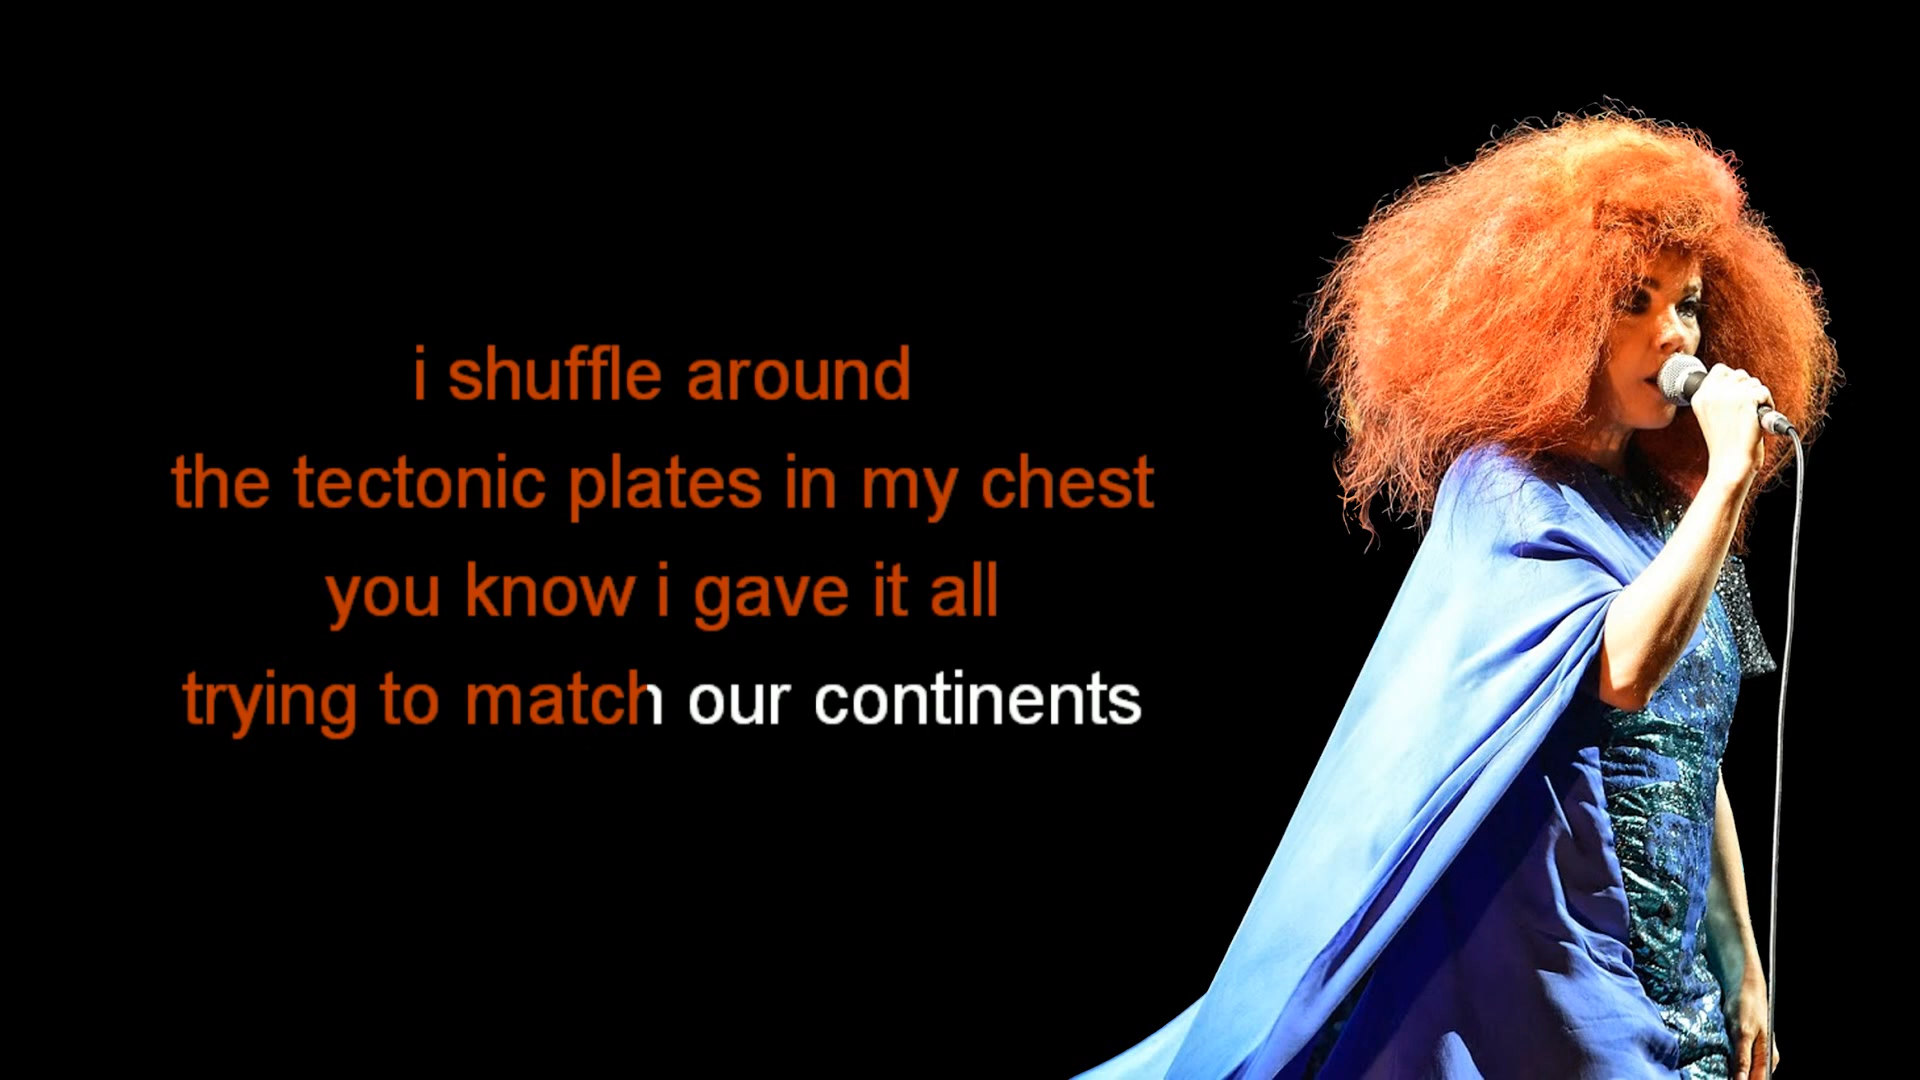 i shuffle around
the tectonic plates in my chest
you know i gave it all
trying to match our continents